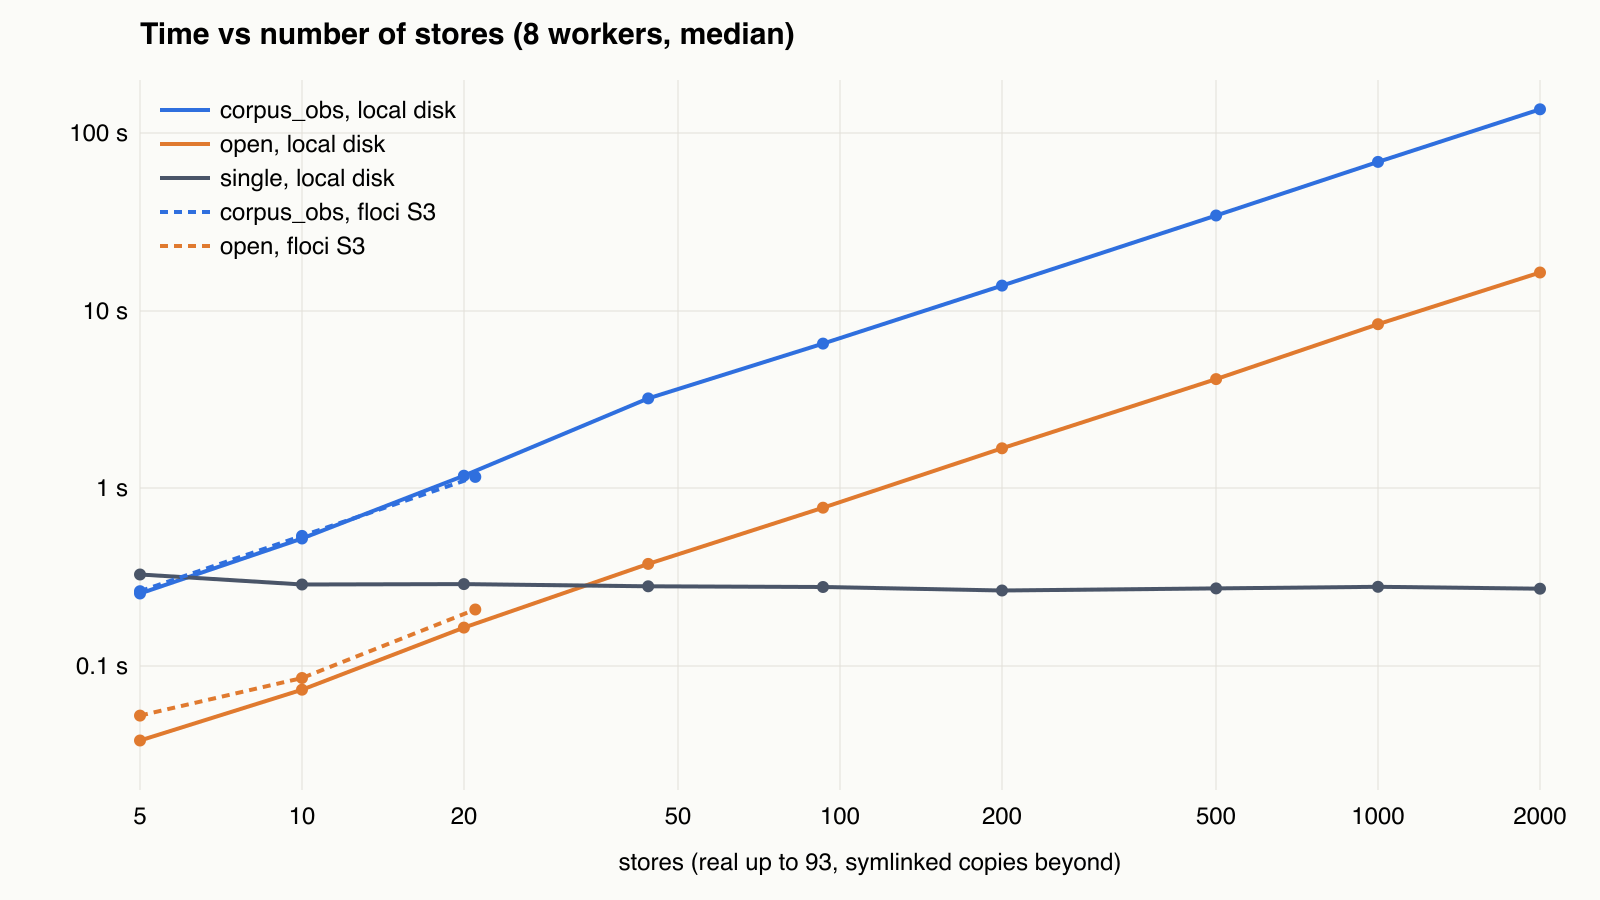 Time vs number of stores (8 workers, median)
corpus_obs, local disk
open, local disk
single, local disk
corpus_obs, floci S3
open, floci S3
100 s
10 s
1 s
0.1 s
5 10 20 50 100 200 500 1000 2000
stores (real up to 93, symlinked copies beyond)